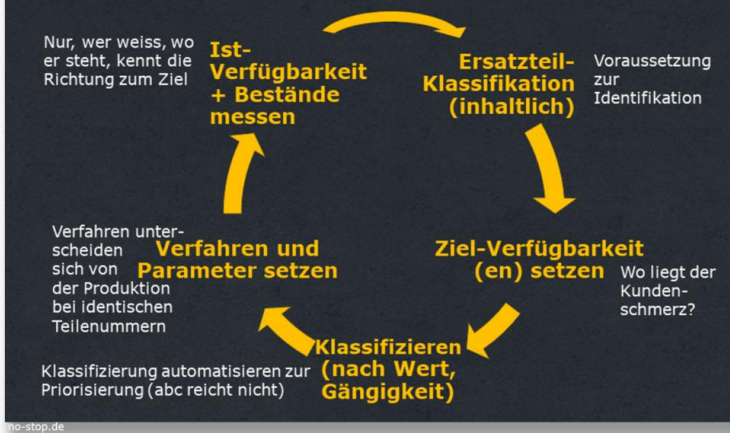 Nur, wer weiss, wo
er steht, kennt die
Richtung zum Ziel
Ist-
Verfügbarkeit
+ Bestände
messen
Ersatzteil-
Klassifikation
(inhaltlich)
Voraussetzung
zur
Identifikation
Ziel-Verfügbarkeit
(en) setzen
Wo liegt der
Kunden-
schmerz?
Klassifizieren
(nach Wert,
Gängigkeit)
Klassifizierung automatisieren zur
Priorisierung (abc reicht nicht)
Verfahren und
Parameter setzen
Verfahren unter-
scheiden
sich von
der Produktion
bei identischen
Teilenummern
no-stop.de